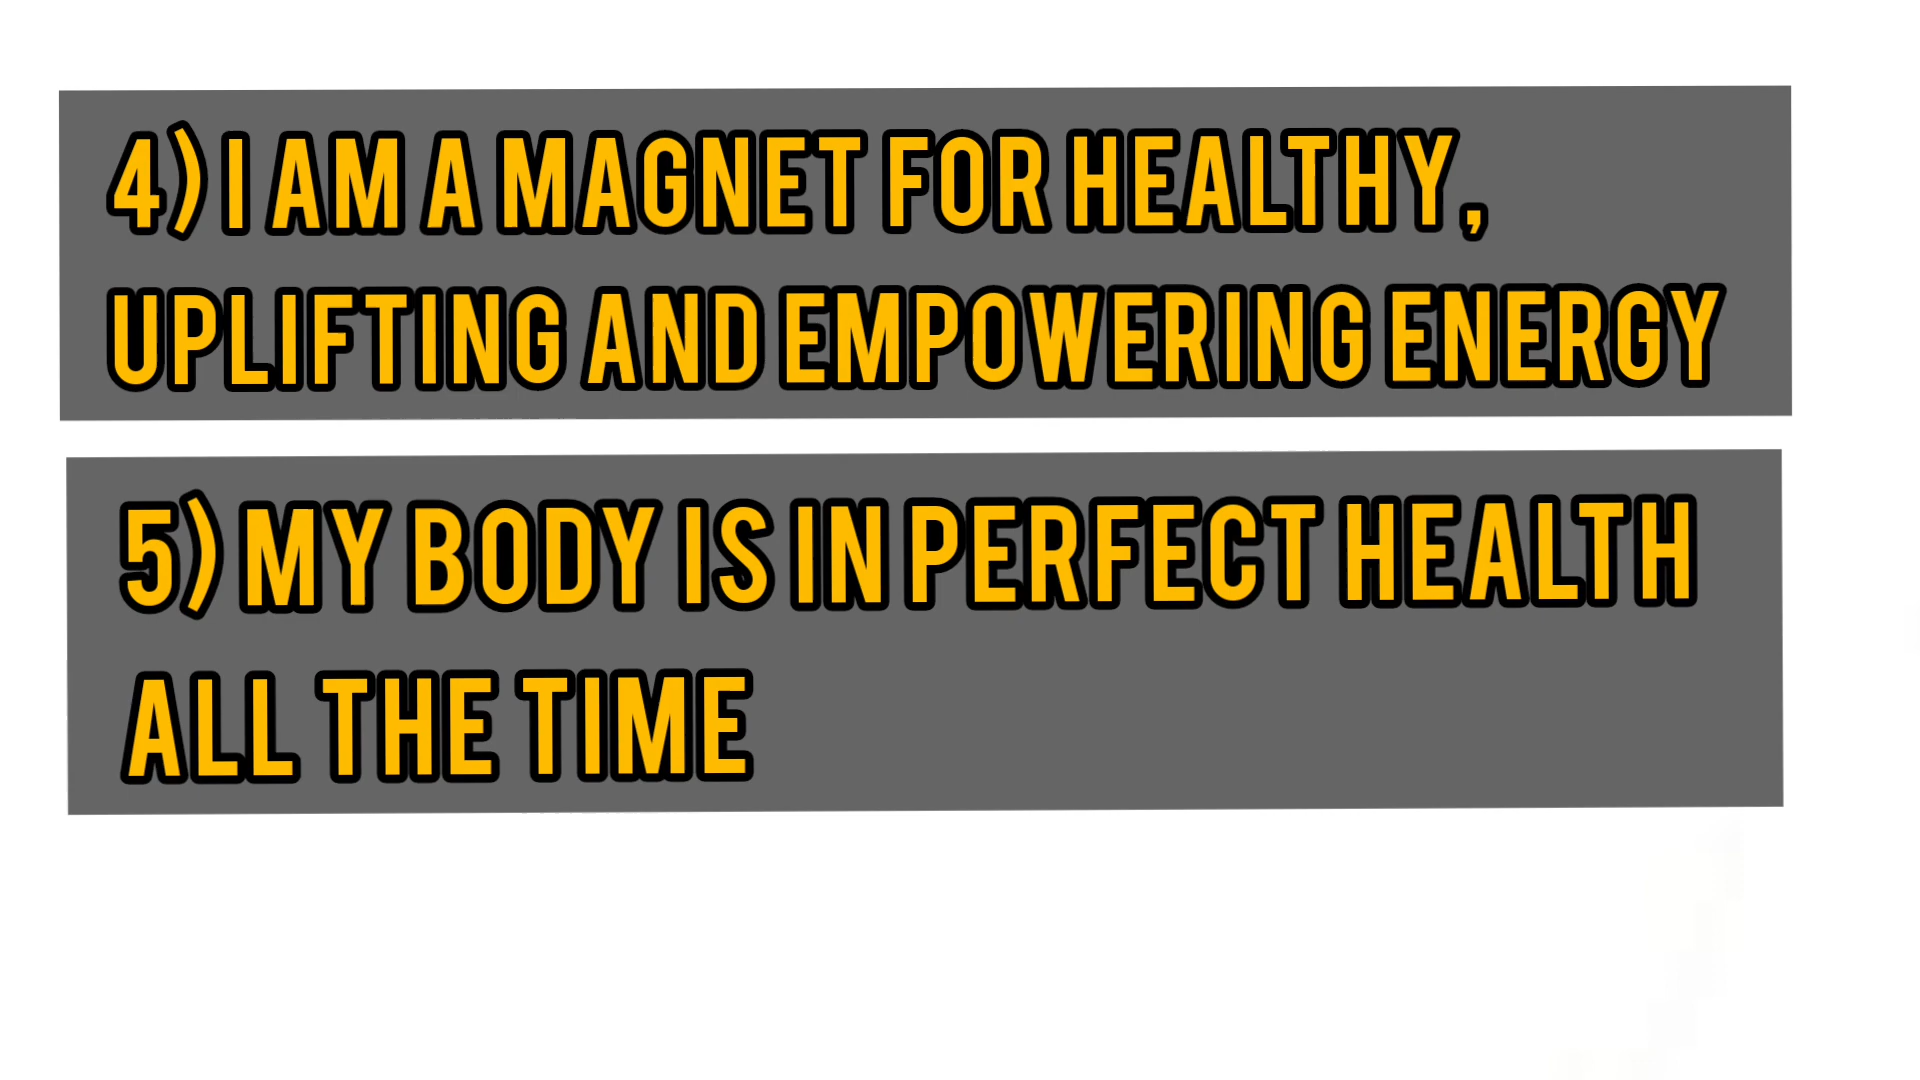 4) I AM A MAGNET FOR HEALTHY,
UPLIFTING AND EMPOWERING ENERGY
5) MY BODY IS IN PERFECT HEALTH
ALL THE TIME